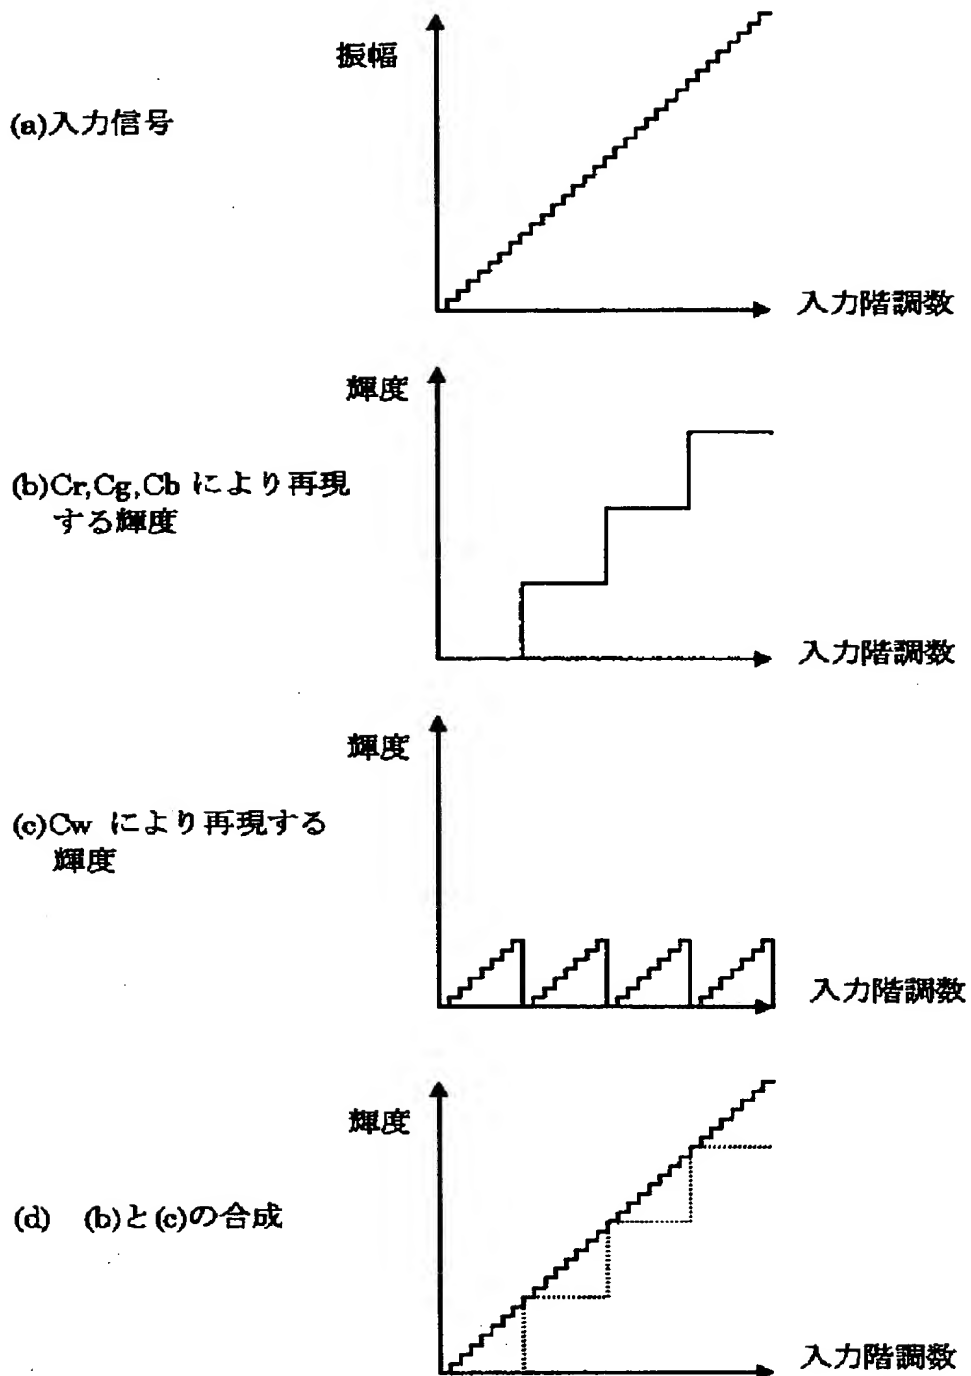 振幅
(a)入力信号
入力階調数
輝度
(b)Cr,Cg,Cb により再現
する輝度
入力階調数
輝度
(c)Cw により再現する
輝度
入力階調数
輝度
(d) (b)と(c)の合成
入力階調数